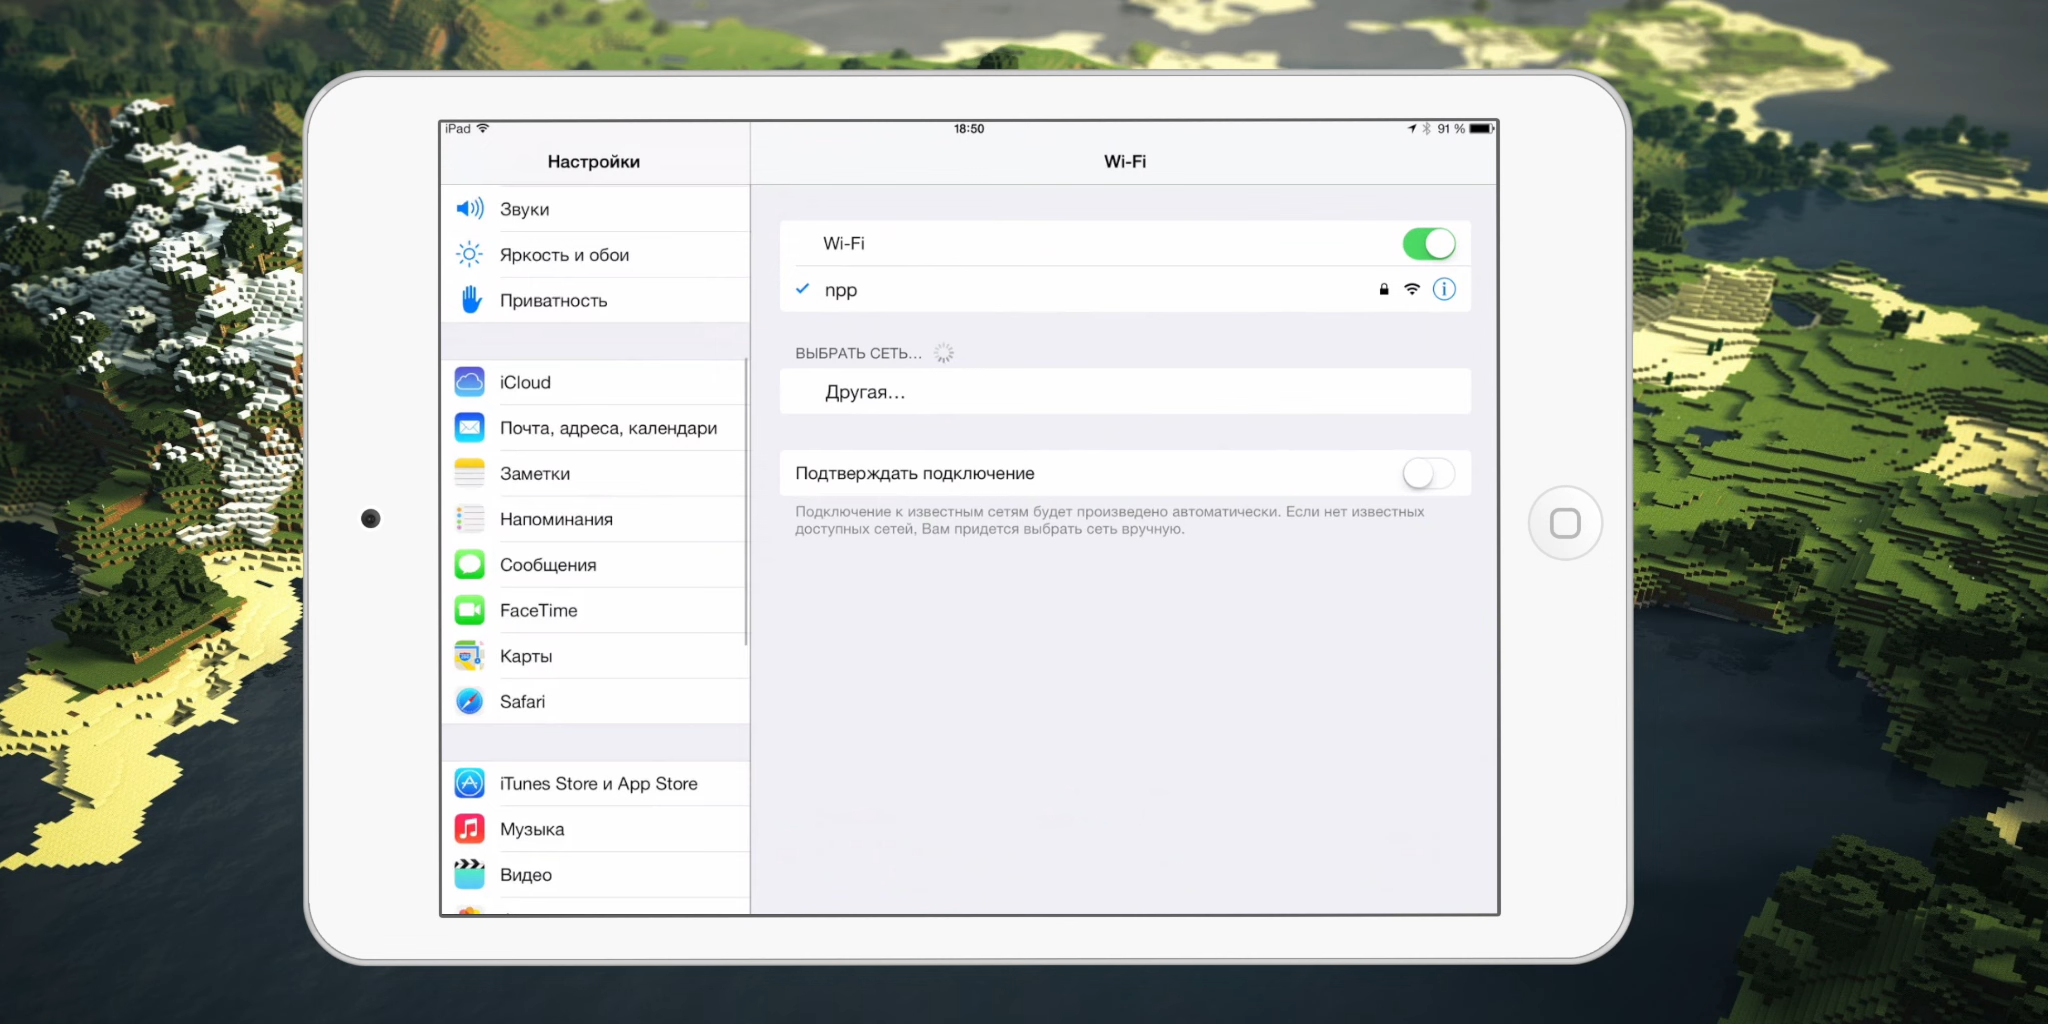 iPad
18:50
91 %
Настройки
Wi-Fi
Звуки
Яркость и обои
Приватность
iCloud
Почта, адреса, календари
Заметки
Напоминания
Сообщения
FaceTime
Карты
Safari
iTunes Store и App Store
Музыка
Видео
Wi-Fi
npp
ВЫБРАТЬ СЕТЬ...
Другая...
Подтверждать подключение
Подключение к известным сетям будет произведено автоматически. Если нет известных
доступных сетей, Вам придется выбрать сеть вручную.